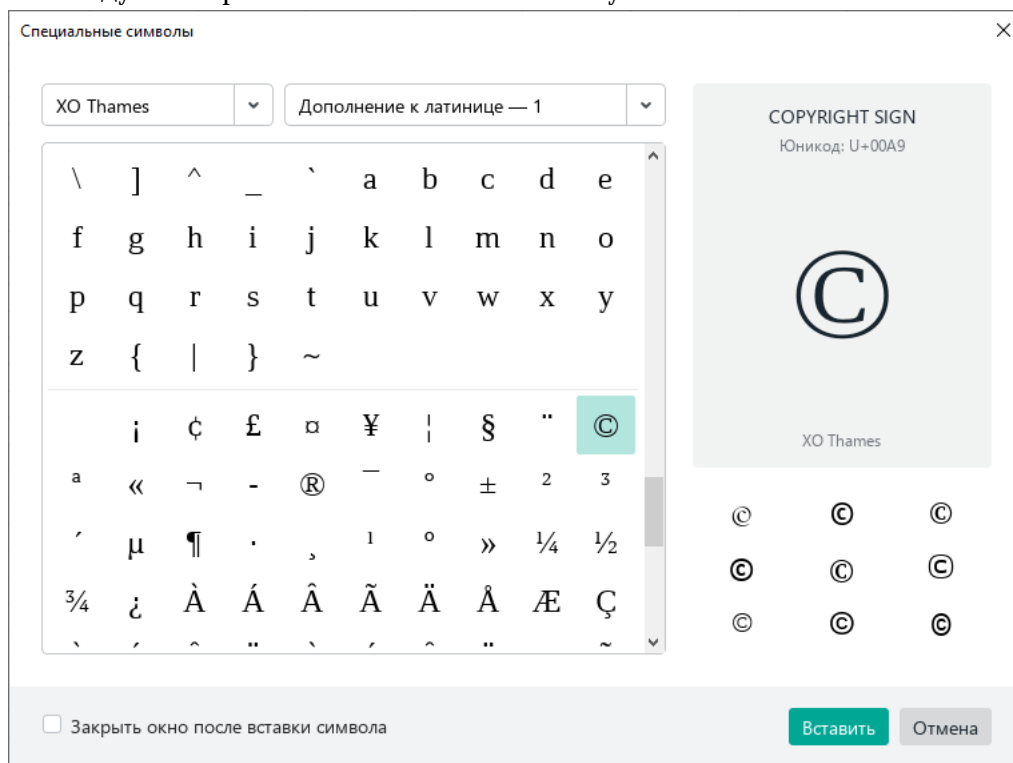 Специальные символы
XO Thames
Дополнение к латинице — 1
\ ] ^ _ ` a b c d e
f g h i j k l m n o
p q r s t u v w x y
z { | } ~
¡ ¢ £ ¤ ¥ ¦ § ¨ ©
ª « ¬ - ® ¯ ° ± ² ³
´ µ ¶ · ¸ ¹ º » ¼ ½
¾ ¿ À Á Â Ã Ä Å Æ Ç
COPYRIGHT SIGN
Юникод: U+00A9
©
XO Thames
© © ©
© © ©
© © ©
Закрыть окно после вставки символа
Вставить
Отмена